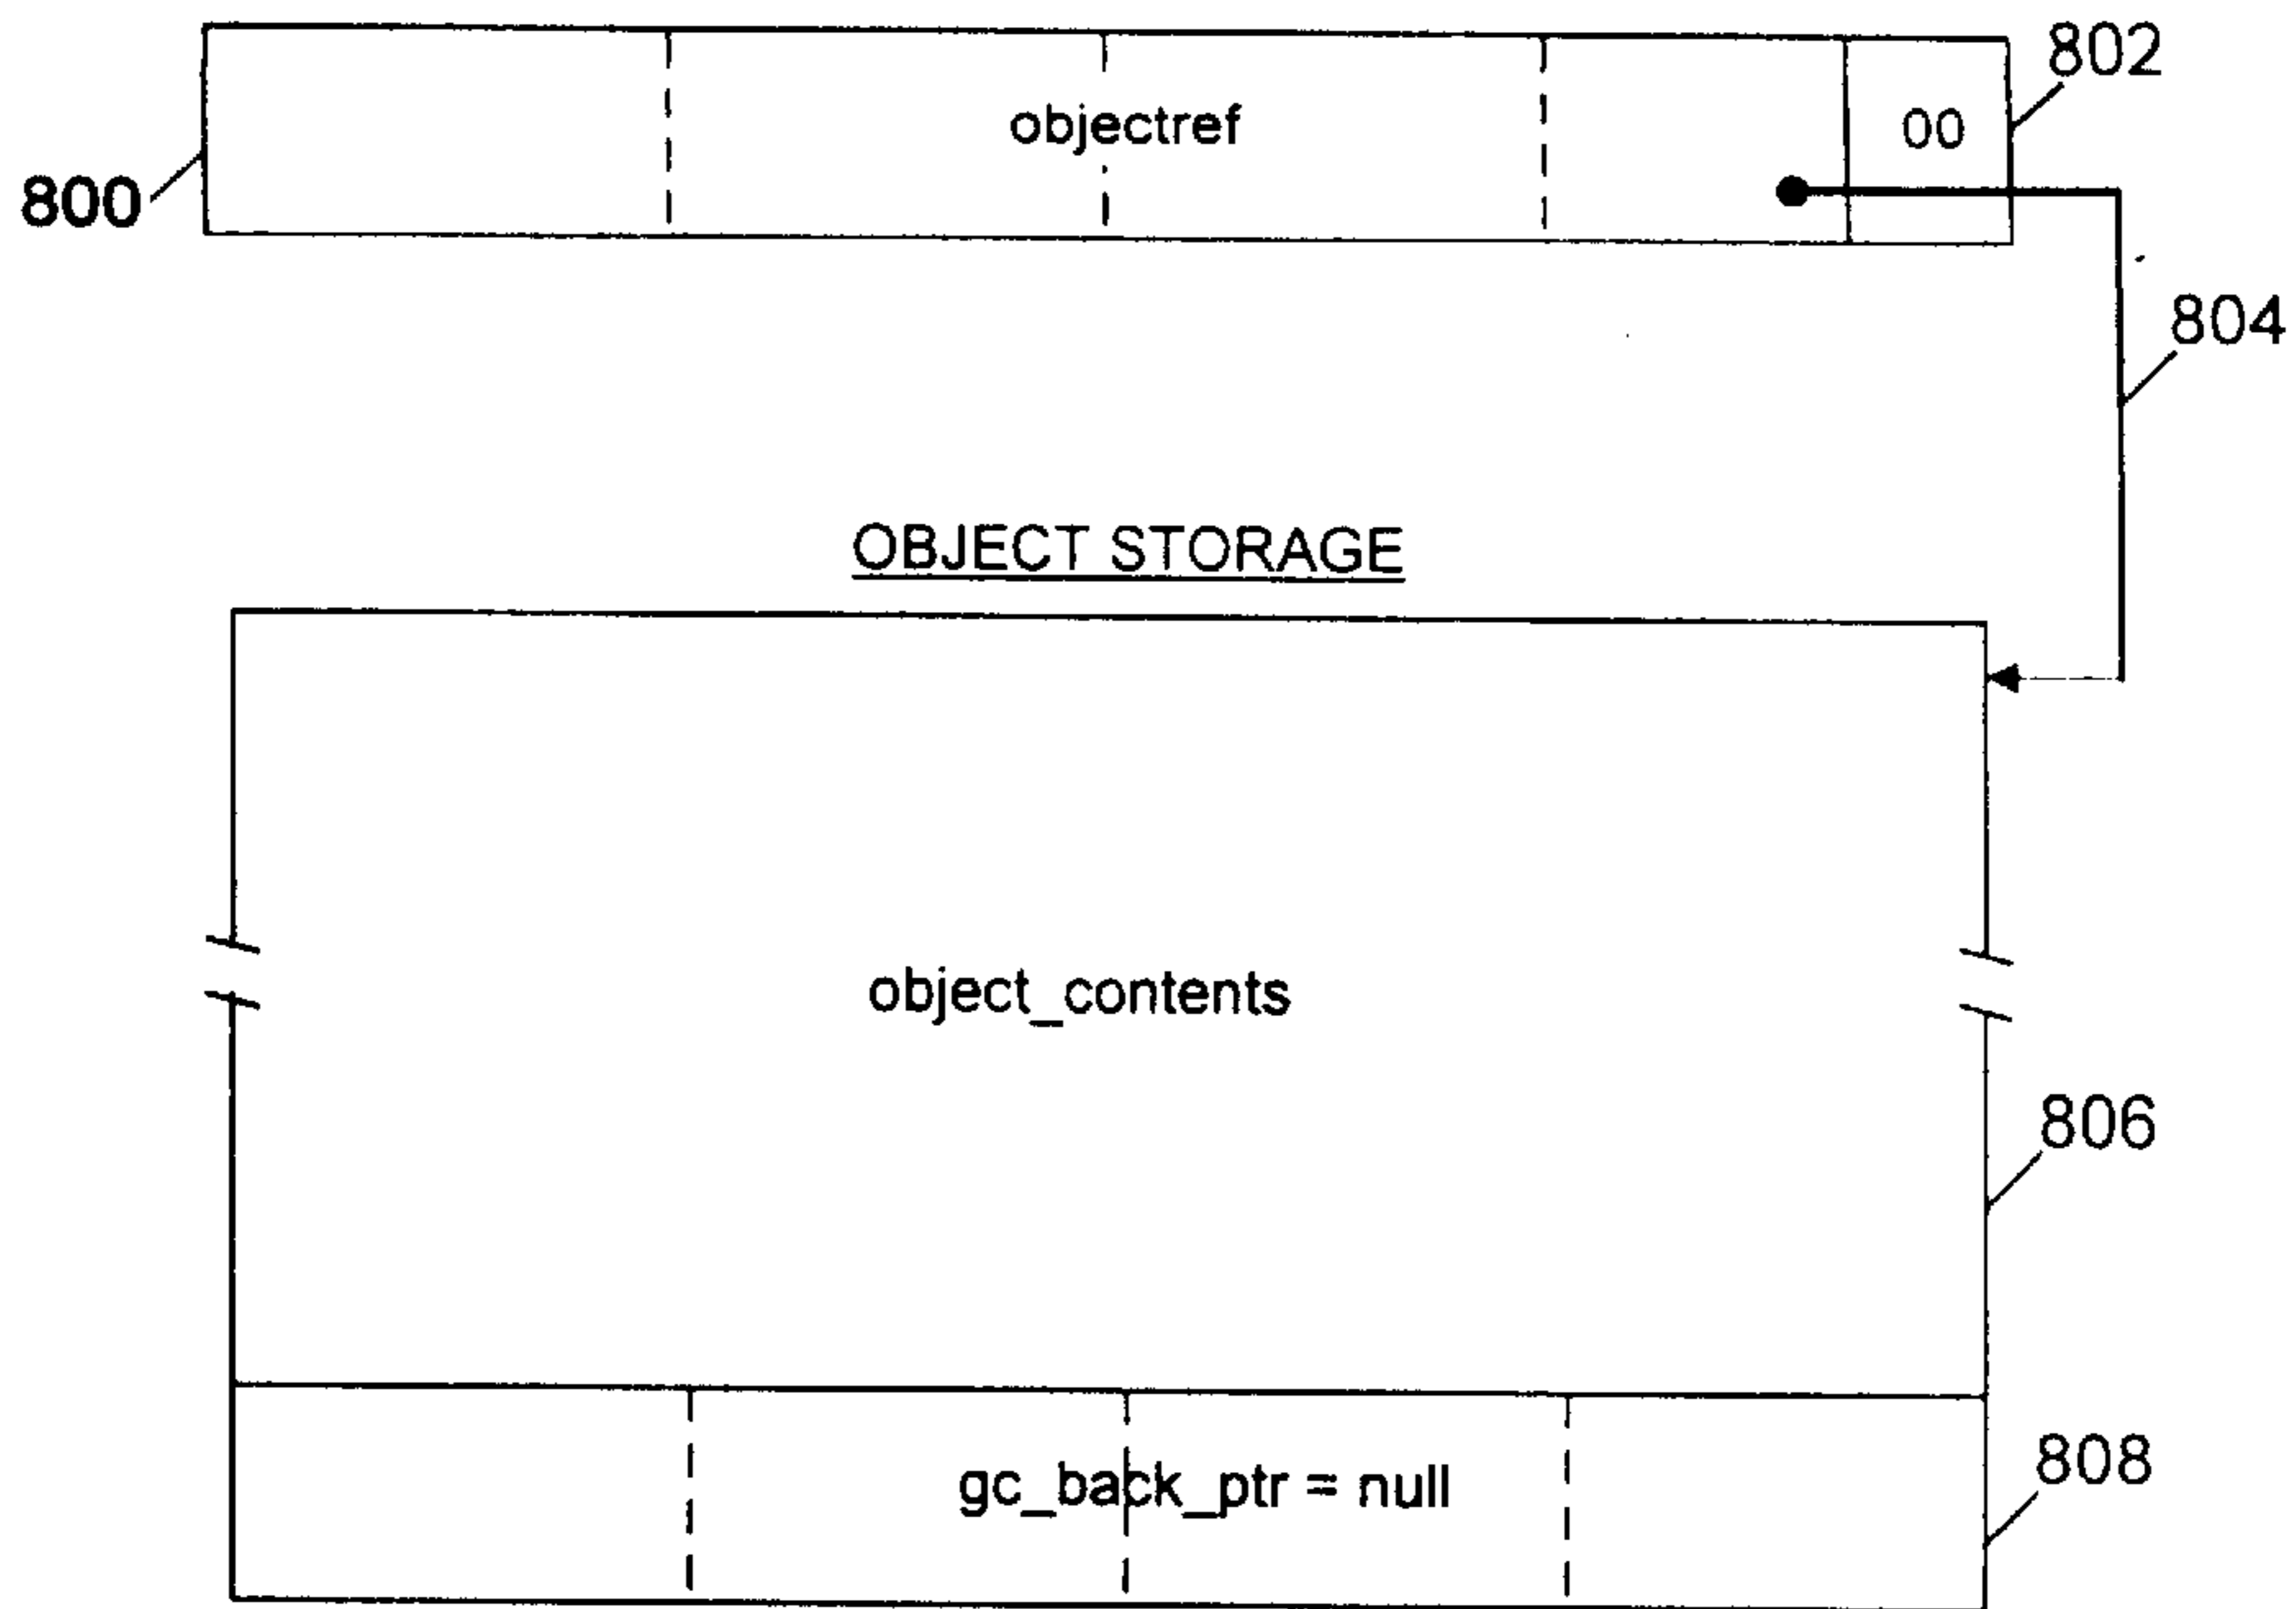 802
objectref
00
800
804
OBJECT STORAGE
object_contents
806
gc_back_ptr = null
808